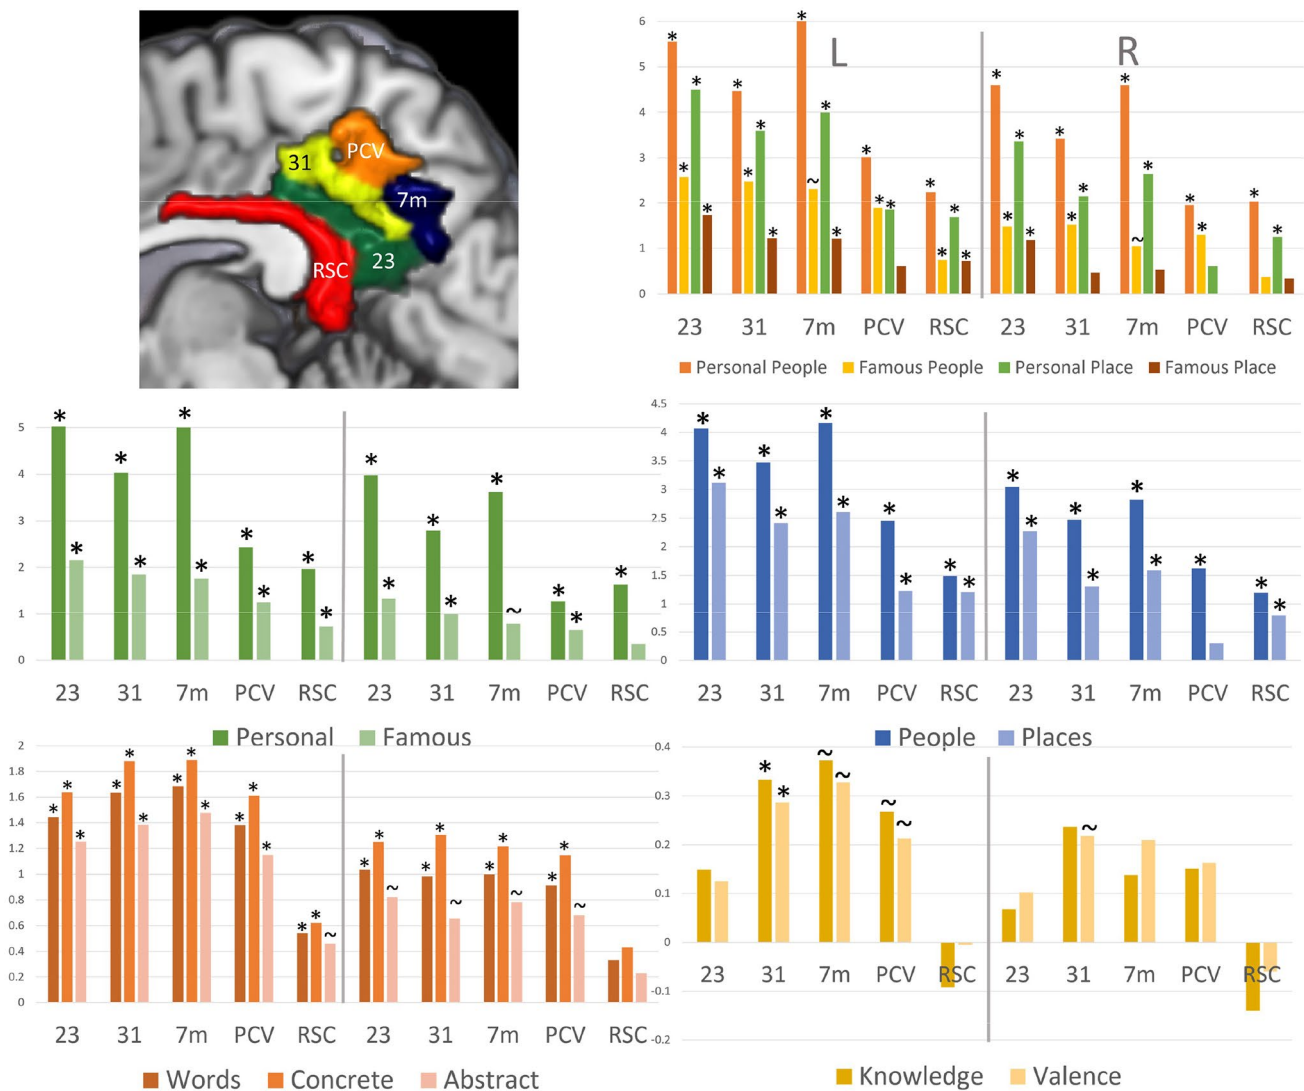 31
PCV
7m
RSC
23
6
5
4
3
2
1
0
L
R
* * * * * * * * * ~ * * * * * * * * *
* * * * * * * * ~ * * * * *
23 31 7m PCV RSC 23 31 7m PCV RSC
Personal People Famous People Personal Place Famous Place
5
4
3
2
1
0
* * * * * * * * * *
* * * * * ~ * * *
23 31 7m PCV RSC 23 31 7m PCV RSC
Personal Famous
4.5
4
3.5
3
2.5
2
1.5
1
0.5
0
* * * * * * * * * *
* * * * * * * * *
23 31 7m PCV RSC 23 31 7m PCV RSC
People Places
2
1.8
1.6
1.4
1.2
1
0.8
0.6
0.4
0.2
0
* * * * * * * * * * * * * * ~
* * ~ * * ~ * * ~ * * ~
23 31 7m PCV RSC 23 31 7m PCV RSC
Words Concrete Abstract
0.4
0.3
0.2
0.1
0
-0.1
-0.2
* * ~ ~ ~ ~ ~
23 31 7m PCV RSC 23 31 7m PCV RSC
Knowledge Valence